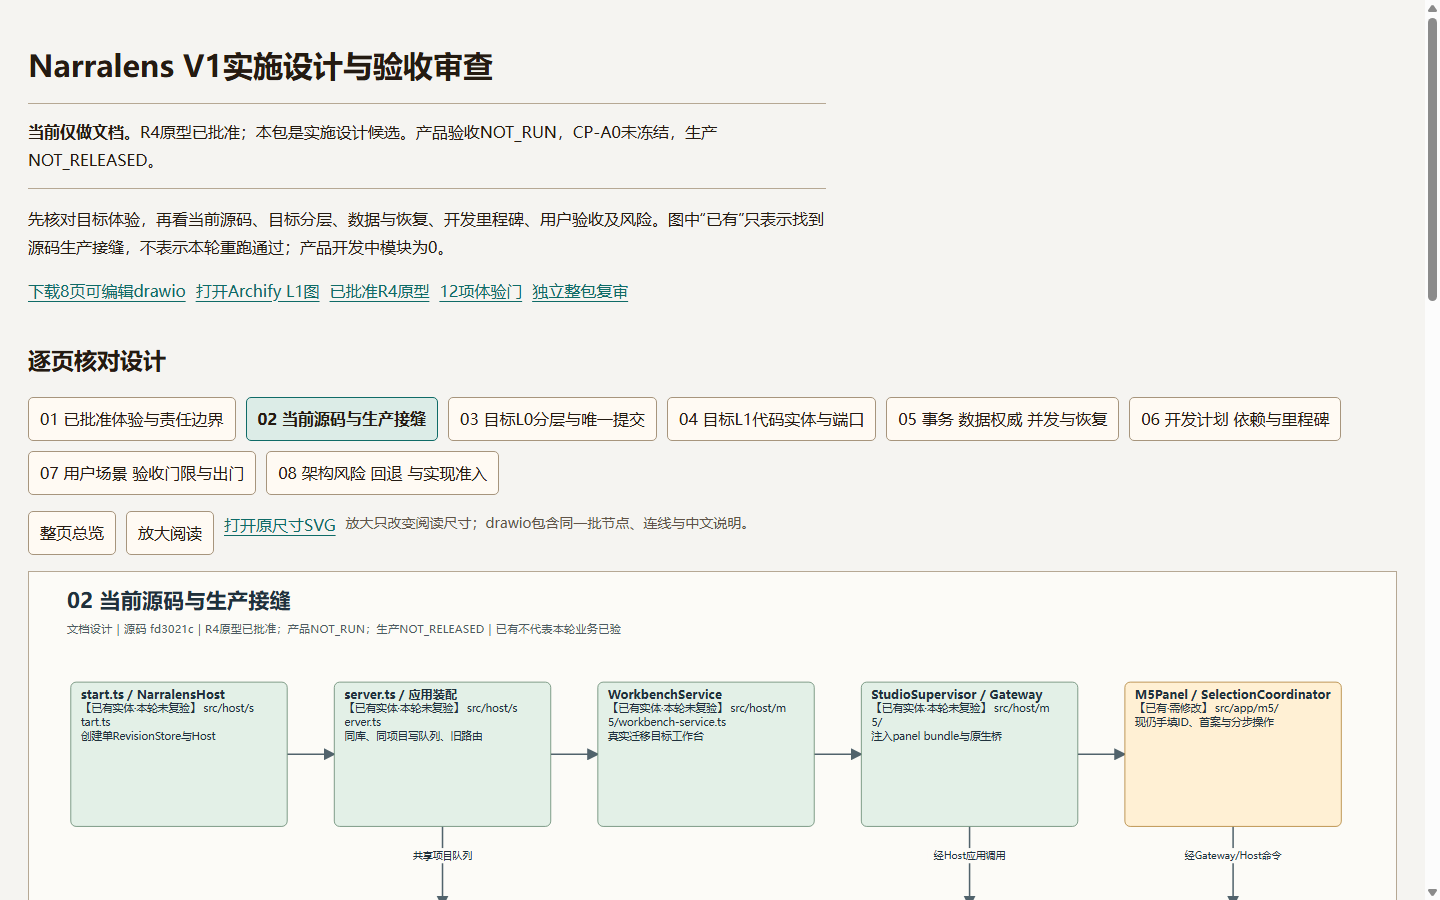 Narralens V1实施设计与验收审查
当前仅做文档。R4原型已批准；本包是实施设计候选。产品验收NOT_RUN，CP-A0未冻结，生产
NOT_RELEASED。
先核对目标体验，再看当前源码、目标分层、数据与恢复、开发里程碑、用户验收及风险。图中“已有”只表示找到
源码生产接缝，不表示本轮重跑通过；产品开发中模块为0。
下载8页可编辑drawio 打开Archify L1图 已批准R4原型 12项体验门 独立整包复审
逐页核对设计
01 已批准体验与责任边界
02 当前源码与生产接缝
03 目标L0分层与唯一提交
04 目标L1代码实体与端口
05 事务 数据权威 并发与恢复
06 开发计划 依赖与里程碑
07 用户场景 验收门限与出门
08 架构风险 回退 与实现准入
整页总览
放大阅读
打开原尺寸SVG
放大只改变阅读尺寸；drawio包含同一批节点、连线与中文说明。
02 当前源码与生产接缝
文档设计 | 源码 fd3021c | R4原型已批准；产品NOT_RUN；生产NOT_RELEASED | 已有不代表本轮业务已验
start.ts / NarralensHost
【已有实体·本轮未复验】 src/host/s
tart.ts
创建单RevisionStore与Host
server.ts / 应用装配
【已有实体·本轮未复验】 src/host/s
erver.ts
同库、同项目写队列、旧路由
WorkbenchService
【已有实体·本轮未复验】 src/host/m
5/workbench-service.ts
真实迁移目标工作台
StudioSupervisor / Gateway
【已有实体·本轮未复验】 src/host/m
5/
注入panel bundle与原生桥
M5Panel / SelectionCoordinator
【已有·需修改】 src/app/m5/
现仍手填ID、首案与分步操作
共享项目队列
经Host应用调用
经Gateway/Host命令